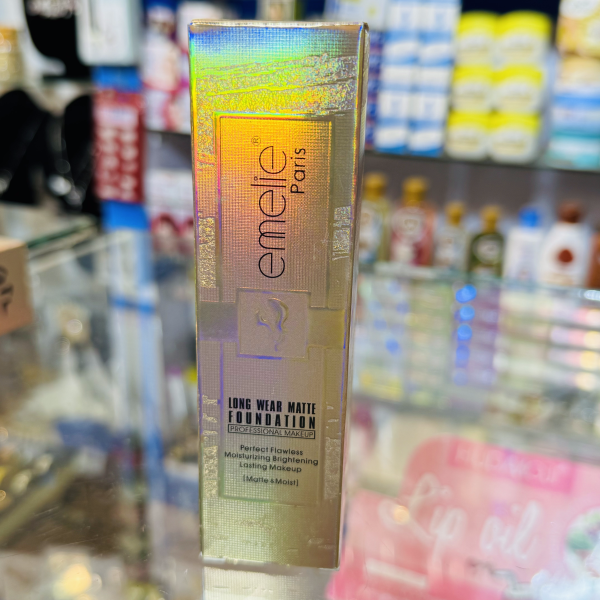 emelie®
Paris
LONG WEAR MATTE
FOUNDATION
PROFESSIONAL MAKEUP
Perfect Flawless
Moisturizing Brightening
Lasting Makeup
(Matte & Moist)
Lip oil